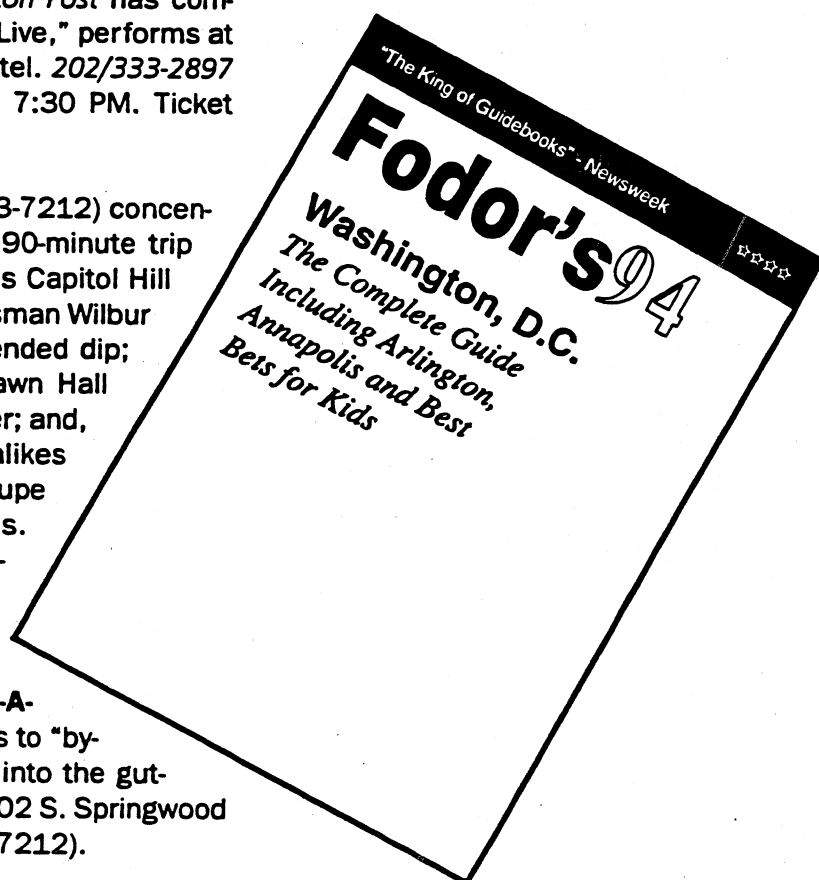 ton Post has com-
Live," performs at
tel. 202/333-2897
7:30 PM. Ticket
3-7212) concen-
90-minute trip
s Capitol Hill
sman Wilbur
ended dip;
awn Hall
er; and,
alikes
upe
s.
-
-A-
s to "by-
into the gut-
02 S. Springwood
7212).
"The King of Guidebooks" - Newsweek
☆☆☆☆
Fodor's94
Washington, D.C.
The Complete Guide
Including Arlington,
Annapolis and Best
Bets for Kids